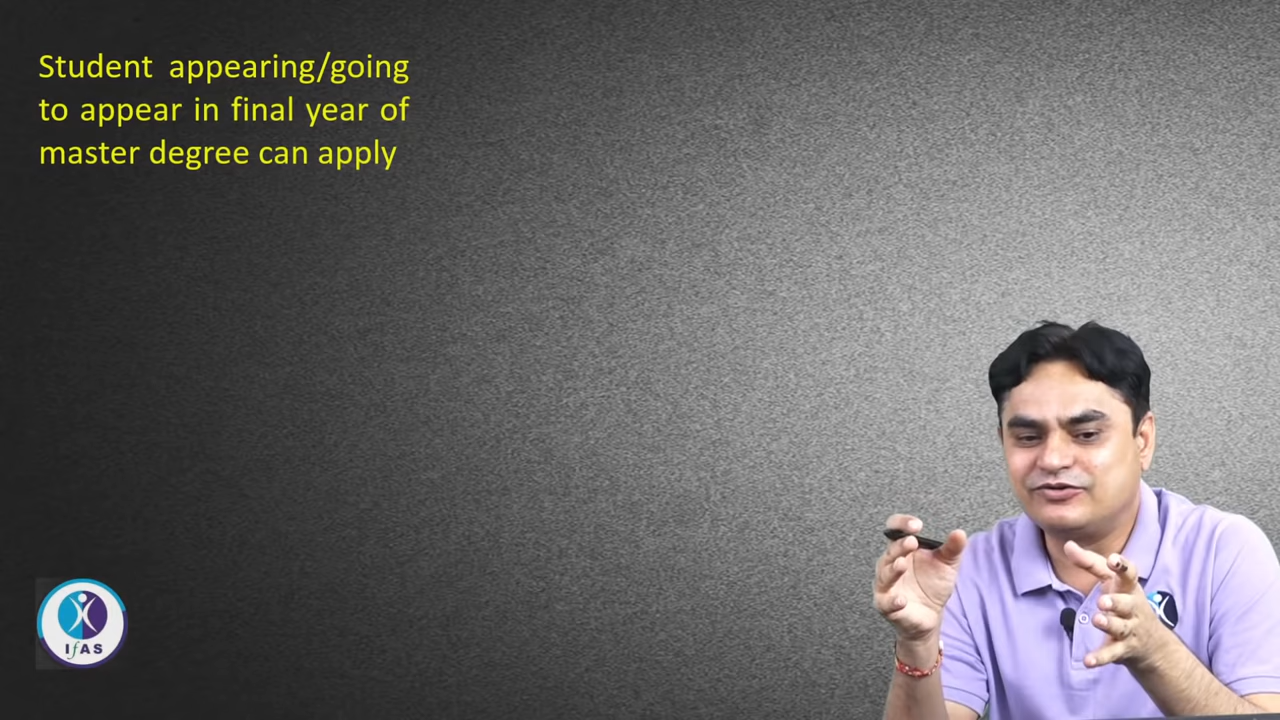 Student appearing/going
to appear in final year of
master degree can apply
IfAS